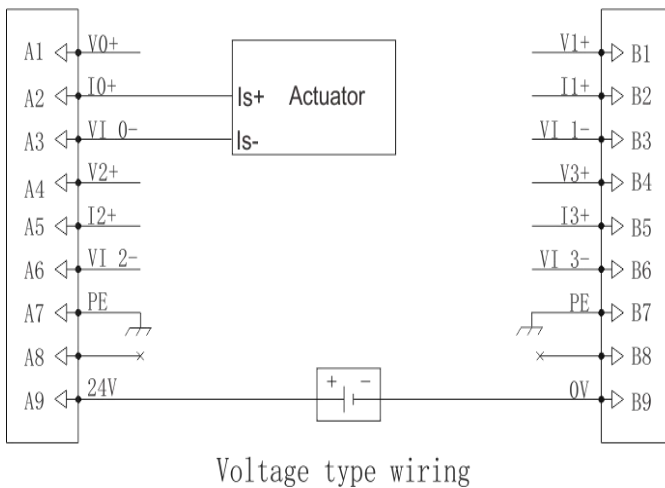 A1 V0+ V1+ B1
A2 I0+ Is+ Actuator I1+ B2
A3 VI 0- Is- VI 1- B3
A4 V2+ V3+ B4
A5 I2+ I3+ B5
A6 VI 2- VI 3- B6
A7 PE PE B7
A8 B8
A9 24V + - 0V B9
Voltage type wiring